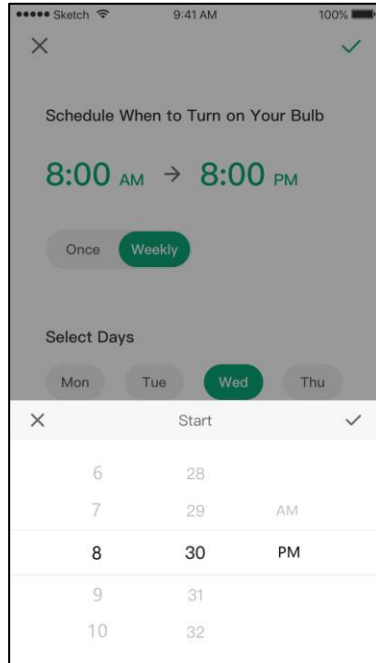 Sketch 9:41 AM 100%
Schedule When to Turn on Your Bulb
8:00 AM → 8:00 PM
Once Weekly
Select Days
Mon Tue Wed Thu
Start
6 28
7 29 AM
8 30 PM
9 31
10 32